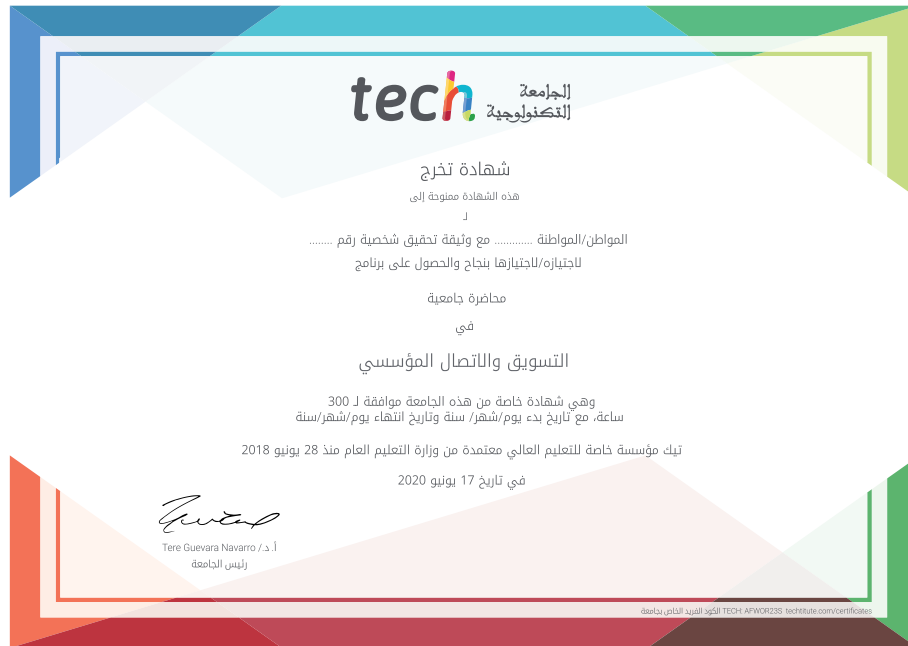 tech الجامعة
التكنولوجية
شهادة تخرج
هذه الشهادة ممنوحة إلى
لـ
المواطن/المواطنة ............. مع وثيقة تحقيق شخصية رقم ........
لاجتيازه/لاجتيازها بنجاح والحصول على برنامج
محاضرة جامعية
في
التسويق والاتصال المؤسسي
وهي شهادة خاصة من هذه الجامعة موافقة لـ 300
ساعة، مع تاريخ بدء يوم/شهر/ سنة وتاريخ انتهاء يوم/شهر/سنة
تيك مؤسسة خاصة للتعليم العالي معتمدة من وزارة التعليم العام منذ 28 يونيو 2018
في تاريخ 17 يونيو 2020
أ. د./ Tere Guevara Navarro
رئيس الجامعة
الكود الفريد الخاص بجامعة TECH: AFWOR23S techtitute.com/certificates